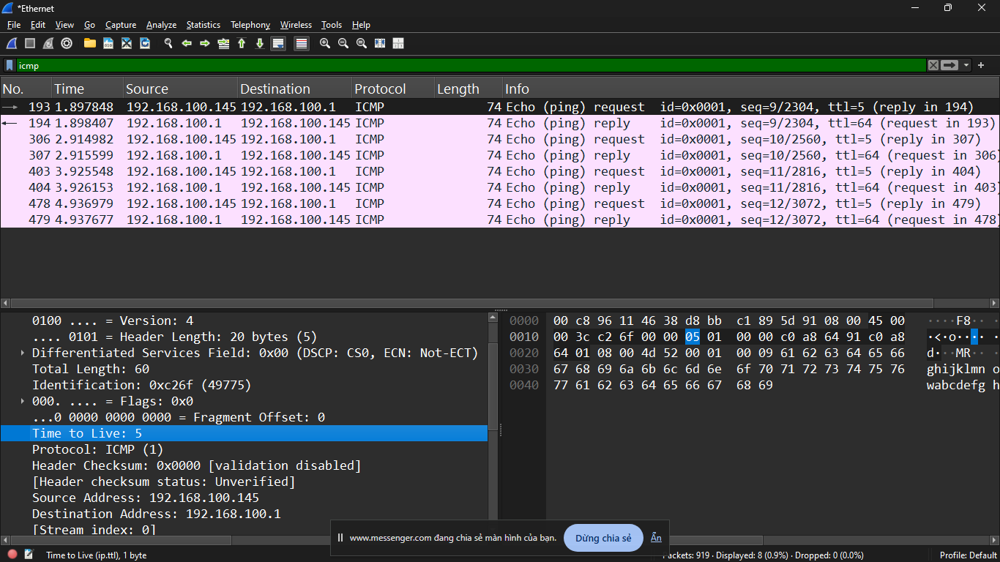 *Ethernet
File Edit View Go Capture Analyze Statistics Telephony Wireless Tools Help
icmp
No. Time Source Destination Protocol Length Info
193 1.897848 192.168.100.145 192.168.100.1 ICMP 74 Echo (ping) request id=0x0001, seq=9/2304, ttl=5 (reply in 194)
194 1.898407 192.168.100.1 192.168.100.145 ICMP 74 Echo (ping) reply id=0x0001, seq=9/2304, ttl=64 (request in 193)
306 2.914982 192.168.100.145 192.168.100.1 ICMP 74 Echo (ping) request id=0x0001, seq=10/2560, ttl=5 (reply in 307)
307 2.915599 192.168.100.1 192.168.100.145 ICMP 74 Echo (ping) reply id=0x0001, seq=10/2560, ttl=64 (request in 306)
403 3.925548 192.168.100.145 192.168.100.1 ICMP 74 Echo (ping) request id=0x0001, seq=11/2816, ttl=5 (reply in 404)
404 3.926153 192.168.100.1 192.168.100.145 ICMP 74 Echo (ping) reply id=0x0001, seq=11/2816, ttl=64 (request in 403)
478 4.936979 192.168.100.145 192.168.100.1 ICMP 74 Echo (ping) request id=0x0001, seq=12/3072, ttl=5 (reply in 479)
479 4.937677 192.168.100.1 192.168.100.145 ICMP 74 Echo (ping) reply id=0x0001, seq=12/3072, ttl=64 (request in 478)
0100 .... = Version: 4
.... 0101 = Header Length: 20 bytes (5)
Differentiated Services Field: 0x00 (DSCP: CS0, ECN: Not-ECT)
Total Length: 60
Identification: 0xc26f (49775)
000. .... = Flags: 0x0
...0 0000 0000 0000 = Fragment Offset: 0
Time to Live: 5
Protocol: ICMP (1)
Header Checksum: 0x0000 [validation disabled]
[Header checksum status: Unverified]
Source Address: 192.168.100.145
Destination Address: 192.168.100.1
[Stream index: 0]
0000 00 c8 96 11 46 38 d8 bb c1 89 5d 91 08 00 45 00 ····F8··
0010 00 3c c2 6f 00 00 05 01 00 00 c0 a8 64 91 c0 a8 ·<·o····
0020 64 01 08 00 4d 52 00 01 00 09 61 62 63 64 65 66 d···MR··
0030 67 68 69 6a 6b 6c 6d 6e 6f 70 71 72 73 74 75 76 ghijklmn o
0040 77 61 62 63 64 65 66 67 68 69 wabcdefg h
www.messenger.com đang chia sẻ màn hình của bạn. Dừng chia sẻ Ẩn
Time to Live (ip.ttl), 1 byte
Packets: 919 · Displayed: 8 (0.9%) · Dropped: 0 (0.0%)
Profile: Default